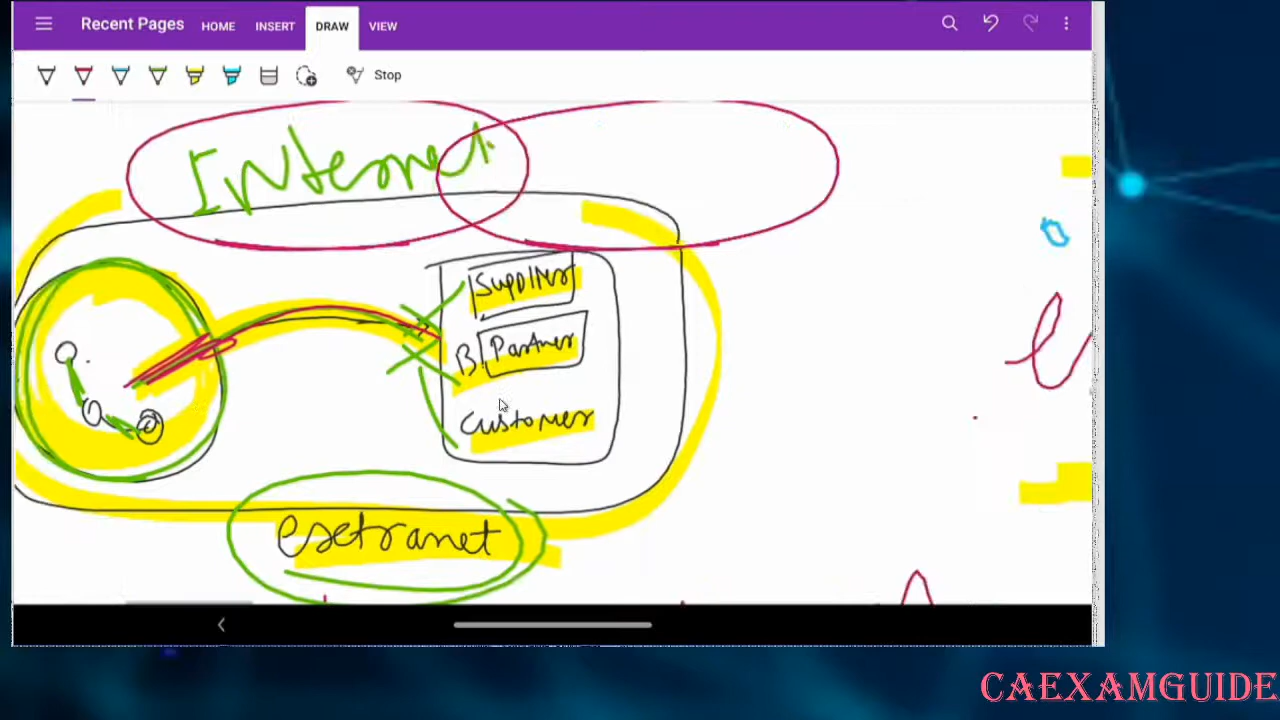 Recent Pages HOME INSERT DRAW VIEW
Stop
Internet
Supplier
B. Partner
Customer
extranet
CAEXAMGUIDE